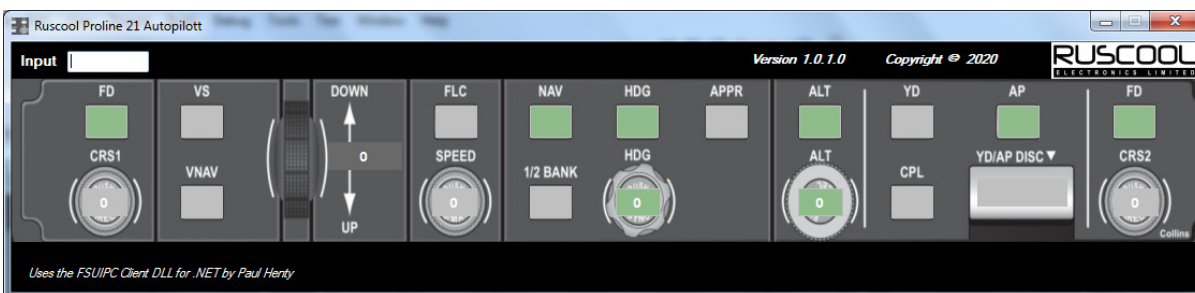 Ruscool Proline 21 Autopilott
Input
Version 1.0.1.0 Copyright © 2020
RUSCOOL
ELECTRONICS LIMITED
FD VS DOWN FLC NAV HDG APPR ALT YD AP FD
CRS1 VNAV 0 SPEED 1/2 BANK HDG ALT CPL YD/AP DISC▼ CRS2
0 0 0 0 0
UP
Collins
Uses the FSUIPC Client DLL for .NET by Paul Henty